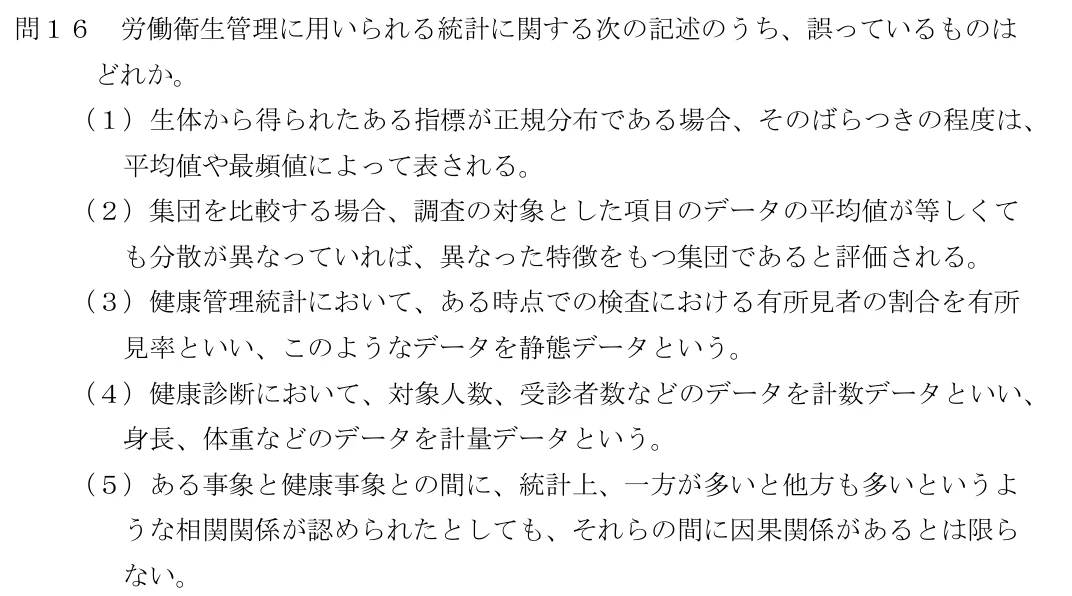 問１６　労働衛生管理に用いられる統計に関する次の記述のうち、誤っているものは
どれか。
（１）生体から得られたある指標が正規分布である場合、そのばらつきの程度は、
平均値や最頻値によって表される。
（２）集団を比較する場合、調査の対象とした項目のデータの平均値が等しくて
も分散が異なっていれば、異なった特徴をもつ集団であると評価される。
（３）健康管理統計において、ある時点での検査における有所見者の割合を有所
見率といい、このようなデータを静態データという。
（４）健康診断において、対象人数、受診者数などのデータを計数データといい、
身長、体重などのデータを計量データという。
（５）ある事象と健康事象との間に、統計上、一方が多いと他方も多いというよ
うな相関関係が認められたとしても、それらの間に因果関係があるとは限ら
ない。